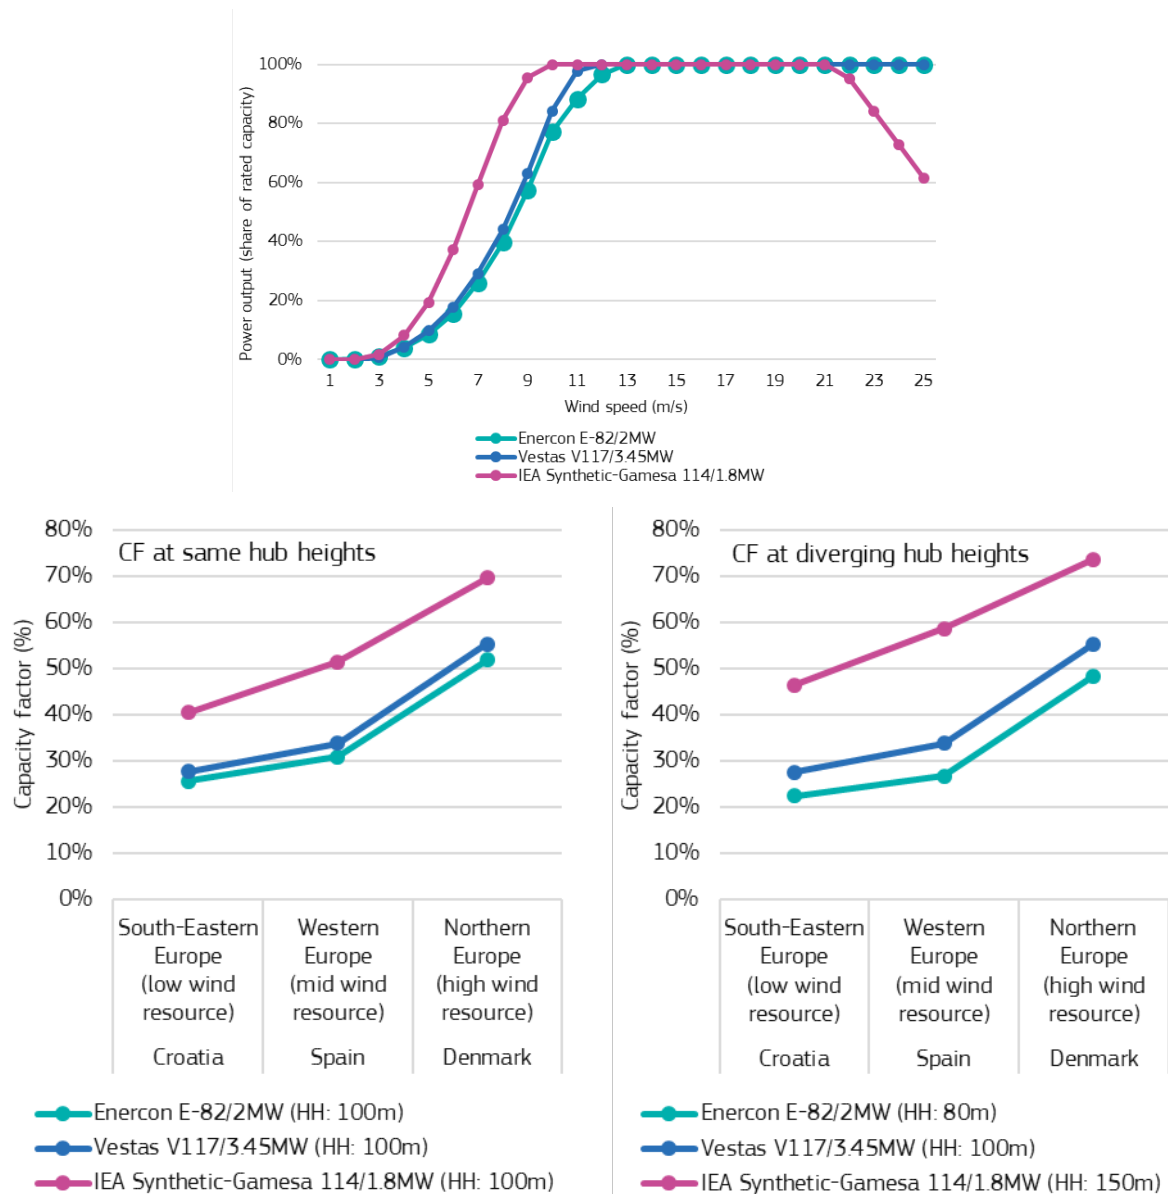 100%
80%
60%
40%
20%
0%
Power output (share of rated capacity)
1 3 5 7 9 11 13 15 17 19 21 23 25
Wind speed (m/s)
Enercon E-82/2MW
Vestas V117/3.45MW
IEA Synthetic-Gamesa 114/1.8MW
CF at same hub heights
80%
70%
60%
50%
40%
30%
20%
10%
0%
Capacity factor (%)
South-Eastern
Europe
(low wind
resource)
Western
Europe
(mid wind
resource)
Northern
Europe
(high wind
resource)
Croatia
Spain
Denmark
Enercon E-82/2MW (HH: 100m)
Vestas V117/3.45MW (HH: 100m)
IEA Synthetic-Gamesa 114/1.8MW (HH: 100m)
CF at diverging hub heights
80%
70%
60%
50%
40%
30%
20%
10%
0%
Capacity factor (%)
South-Eastern
Europe
(low wind
resource)
Western
Europe
(mid wind
resource)
Northern
Europe
(high wind
resource)
Croatia
Spain
Denmark
Enercon E-82/2MW (HH: 80m)
Vestas V117/3.45MW (HH: 100m)
IEA Synthetic-Gamesa 114/1.8MW (HH: 150m)